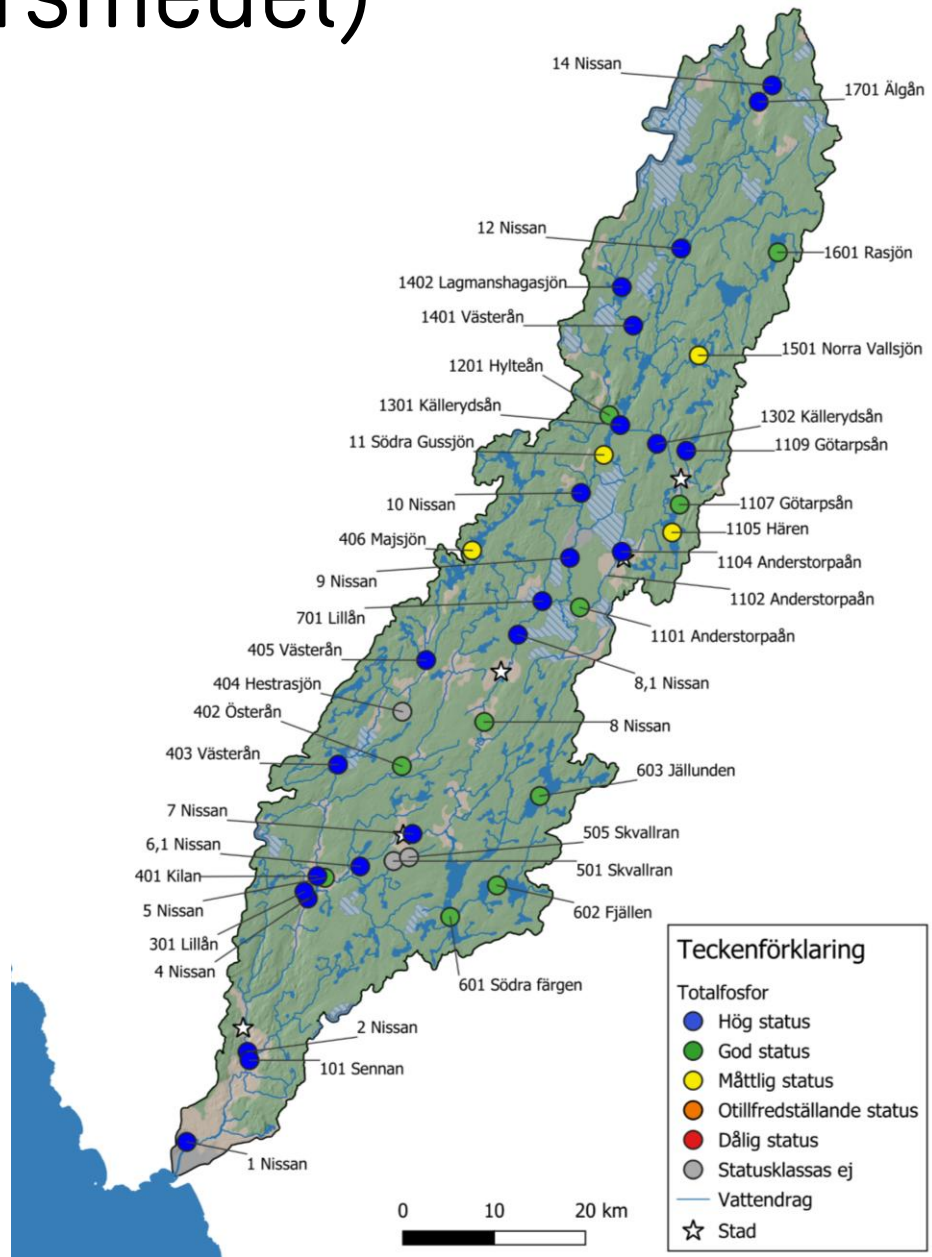 rsmedet)
14 Nissan
1701 Älgån
12 Nissan
1601 Rasjön
1402 Lagmanshagasjön
1401 Västerån
1501 Norra Vallsjön
1201 Hylteån
1301 Källerydsån
1302 Källerydsån
11 Södra Gussjön
1109 Götarpsån
10 Nissan
1107 Götarpsån
1105 Hären
406 Majsjön
1104 Anderstorpaån
9 Nissan
1102 Anderstorpaån
701 Lillån
1101 Anderstorpaån
405 Västerån
8,1 Nissan
404 Hestrasjön
402 Österån
8 Nissan
403 Västerån
603 Jällunden
7 Nissan
505 Skvallran
6,1 Nissan
501 Skvallran
401 Kilan
5 Nissan
602 Fjällen
301 Lillån
4 Nissan
601 Södra färgen
2 Nissan
101 Sennan
1 Nissan
Teckenförklaring
Totalfosfor
Hög status
God status
Måttlig status
Otillfredställande status
Dålig status
Statusklassas ej
Vattendrag
Stad
0 10 20 km